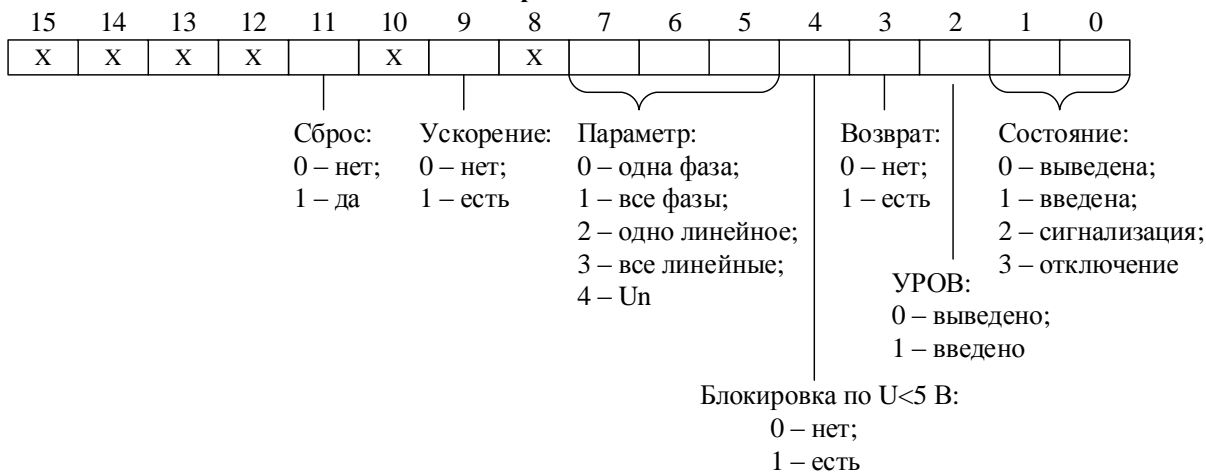 15 14 13 12 11 10 9 8 7 6 5 4 3 2 1 0
X X X X X X
Сброс:
0 – нет;
1 – да
Ускорение:
0 – нет;
1 – есть
Параметр:
0 – одна фаза;
1 – все фазы;
2 – одно линейное;
3 – все линейные;
4 – Un
Блокировка по U<5 В:
0 – нет;
1 – есть
Возврат:
0 – нет;
1 – есть
УРОВ:
0 – выведено;
1 – введено
Состояние:
0 – выведена;
1 – введена;
2 – сигнализация;
3 – отключение